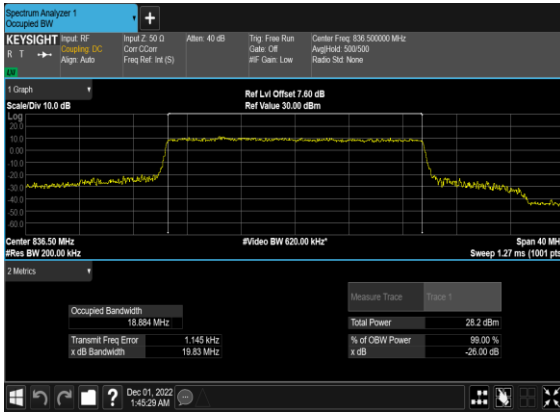 Spectrum Analyzer 1
Occupied BW
+
KEYSIGHT Input: RF Input Z: 50 Ω Atten: 40 dB Trig: Free Run Center Freq: 836.500000 MHz
R T Coupling: DC Corr CCorr Gate: Off Avg|Hold: 500/500
Align: Auto Freq Ref: Int (S) #IF Gain: Low Radio Std: None
1 Graph
Ref Lvl Offset 7.60 dB
Scale/Div 10.0 dB Ref Value 30.00 dBm
Log
20.0
10.0
0.00
-10.0
-20.0
-30.0
-40.0
-50.0
-60.0
Center 836.50 MHz #Video BW 620.00 kHz* Span 40 MH
#Res BW 200.00 kHz Sweep 1.27 ms (1001 pts
2 Metrics
Measure Trace Trace 1
Occupied Bandwidth
18.884 MHz Total Power 28.2 dBm
Transmit Freq Error 1.145 kHz % of OBW Power 99.00 %
x dB Bandwidth 19.83 MHz x dB -26.00 dB
? Dec 01, 2022
1:45:29 AM